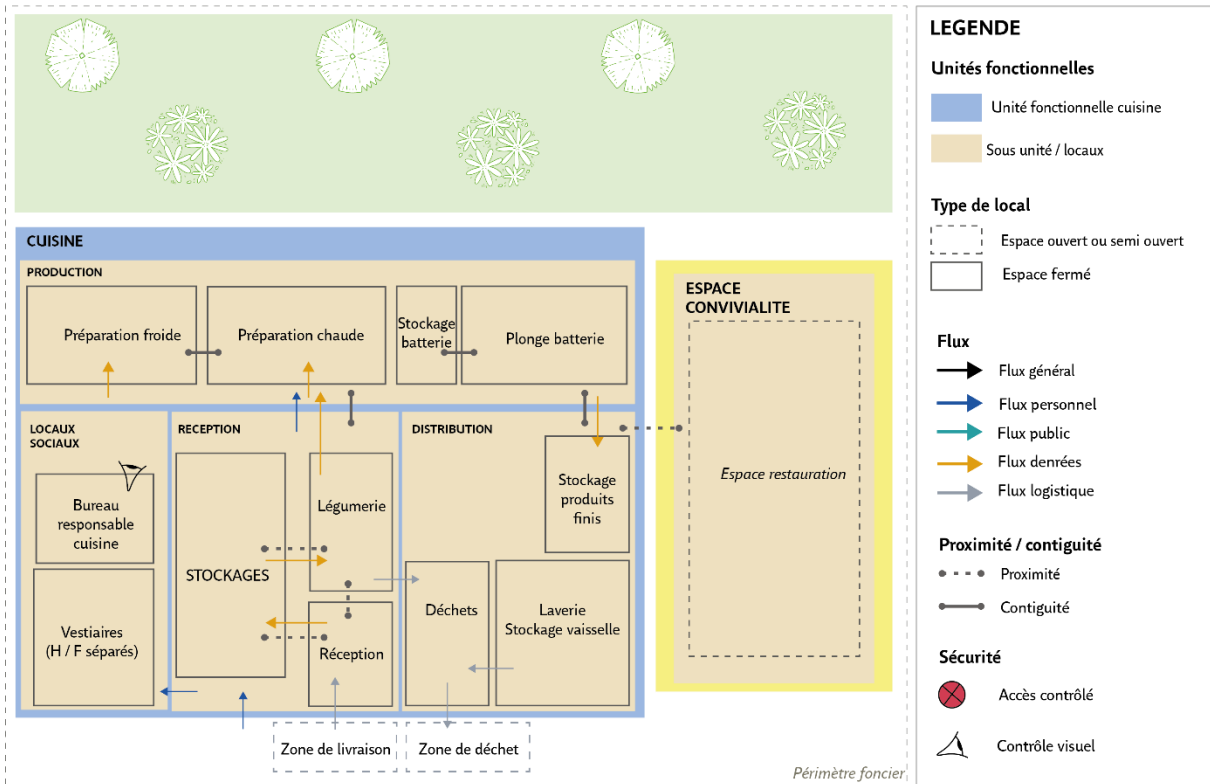 CUISINE
PRODUCTION
Préparation froide
Préparation chaude
Stockage
batterie
Plonge batterie
LOCAUX
SOCIAUX
Bureau
responsable
cuisine
Vestiaires
(H / F séparés)
RECEPTION
STOCKAGES
Légumerie
Réception
DISTRIBUTION
Stockage
produits
finis
Déchets
Laverie
Stockage vaisselle
ESPACE
CONVIVIALITE
Espace restauration
Zone de livraison
Zone de déchet
Périmètre foncier
LEGENDE
Unités fonctionnelles
Unité fonctionnelle cuisine
Sous unité / locaux
Type de local
Espace ouvert ou semi ouvert
Espace fermé
Flux
Flux général
Flux personnel
Flux public
Flux denrées
Flux logistique
Proximité / contiguité
Proximité
Contiguité
Sécurité
Accès contrôlé
Contrôle visuel